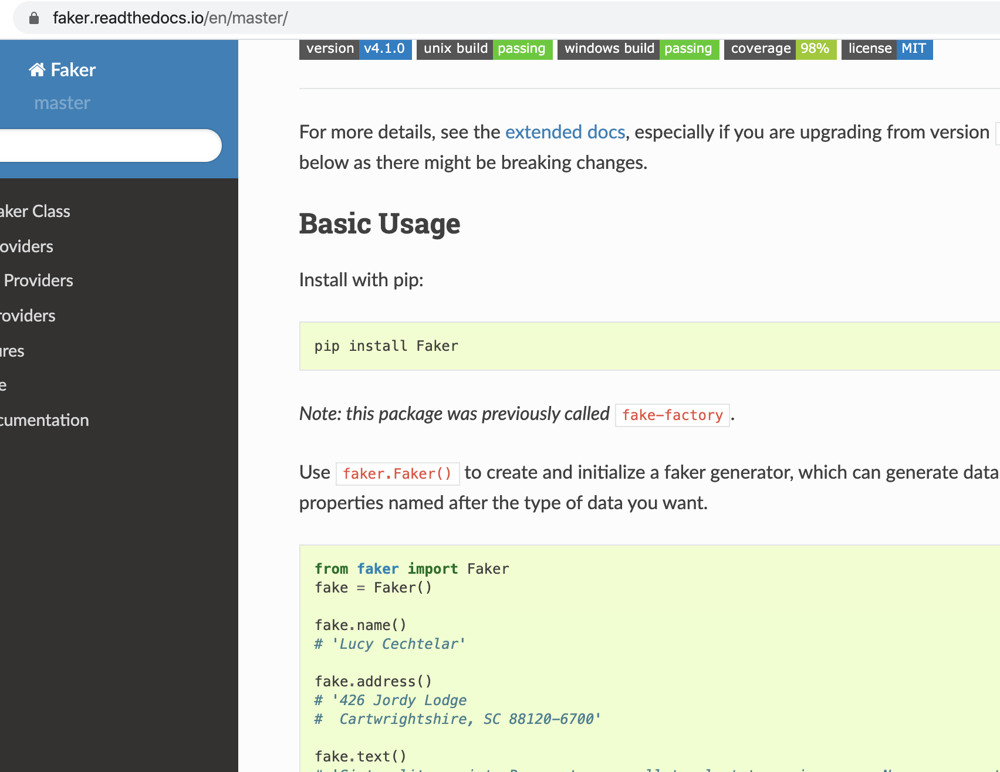 faker.readthedocs.io/en/master/
Faker
master
aker Class
oviders
Providers
roviders
ures
e
cumentation
version v4.1.0 unix build passing windows build passing coverage 98% license MIT
For more details, see the extended docs, especially if you are upgrading from version
below as there might be breaking changes.
Basic Usage
Install with pip:
pip install Faker
Note: this package was previously called fake-factory.
Use faker.Faker() to create and initialize a faker generator, which can generate data
properties named after the type of data you want.
from faker import Faker
fake = Faker()
fake.name()
# 'Lucy Cechtelar'
fake.address()
# '426 Jordy Lodge
#  Cartwrightshire, SC 88120-6700'
fake.text()